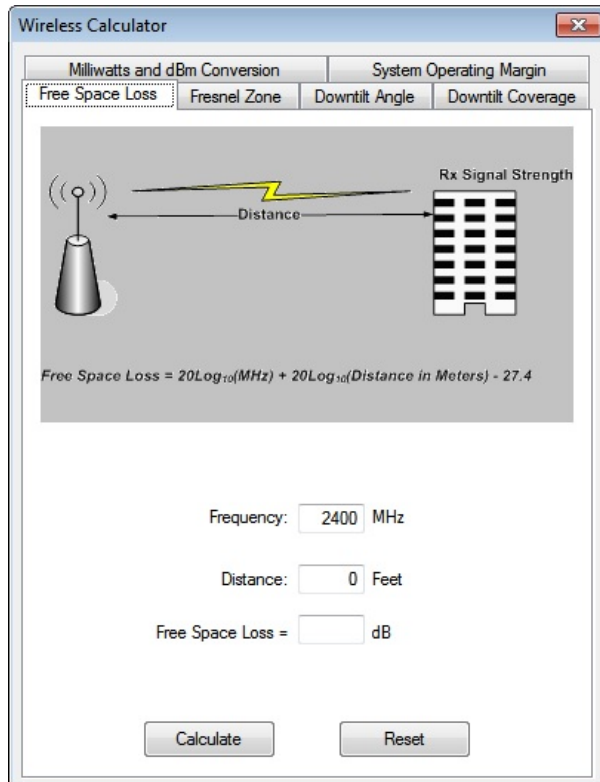 Wireless Calculator
Milliwatts and dBm Conversion System Operating Margin
Free Space Loss Fresnel Zone Downtilt Angle Downtilt Coverage
Rx Signal Strength
Distance
Free Space Loss = 20Log₁₀(MHz) + 20Log₁₀(Distance in Meters) - 27.4
Frequency: 2400 MHz
Distance: 0 Feet
Free Space Loss = dB
Calculate Reset